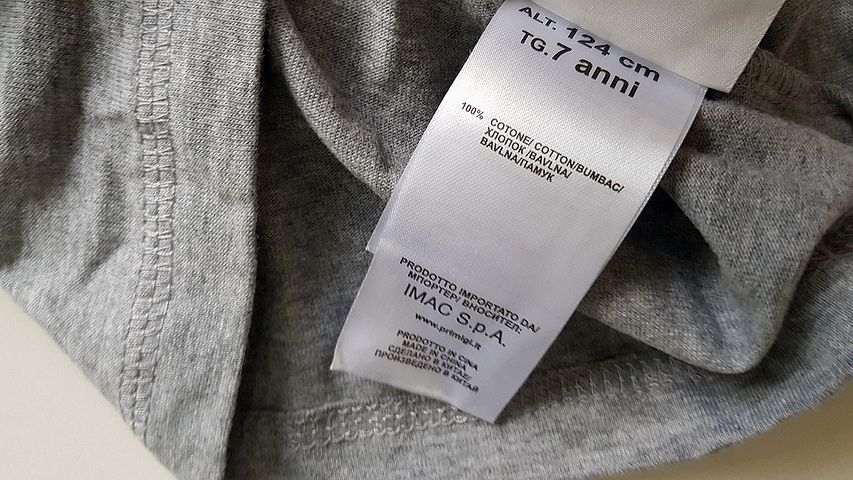 ALT. 124 cm
TG. 7 anni
100% COTONE/ COTTON/BUMBAC/
ХЛОПОК /BAVLNA/
BAVLNA/ПАМУК
PRODOTTO IMPORTATO DA/
МПОРТЕР/ ВНОСИТЕЛ:
IMAC S.p.A.
www.primigi.it
PRODOTTO IN CINA
MADE IN CHINA
СДЕЛАНО В КИТАЕ/
ПРОИЗВЕДЕНО В КИТАЙ